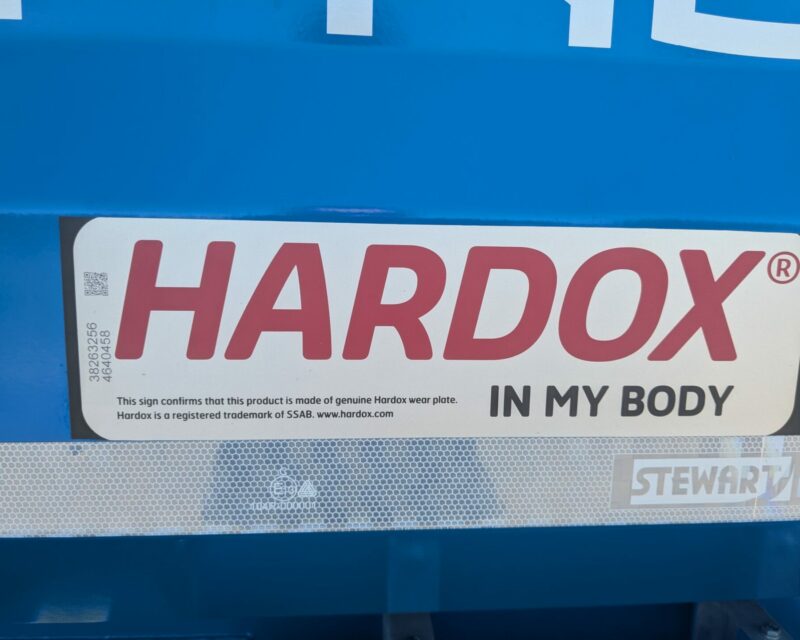 HARDOX®
38263256
4640458
This sign confirms that this product is made of genuine Hardox wear plate.
Hardox is a registered trademark of SSAB. www.hardox.com
IN MY BODY
STEWART